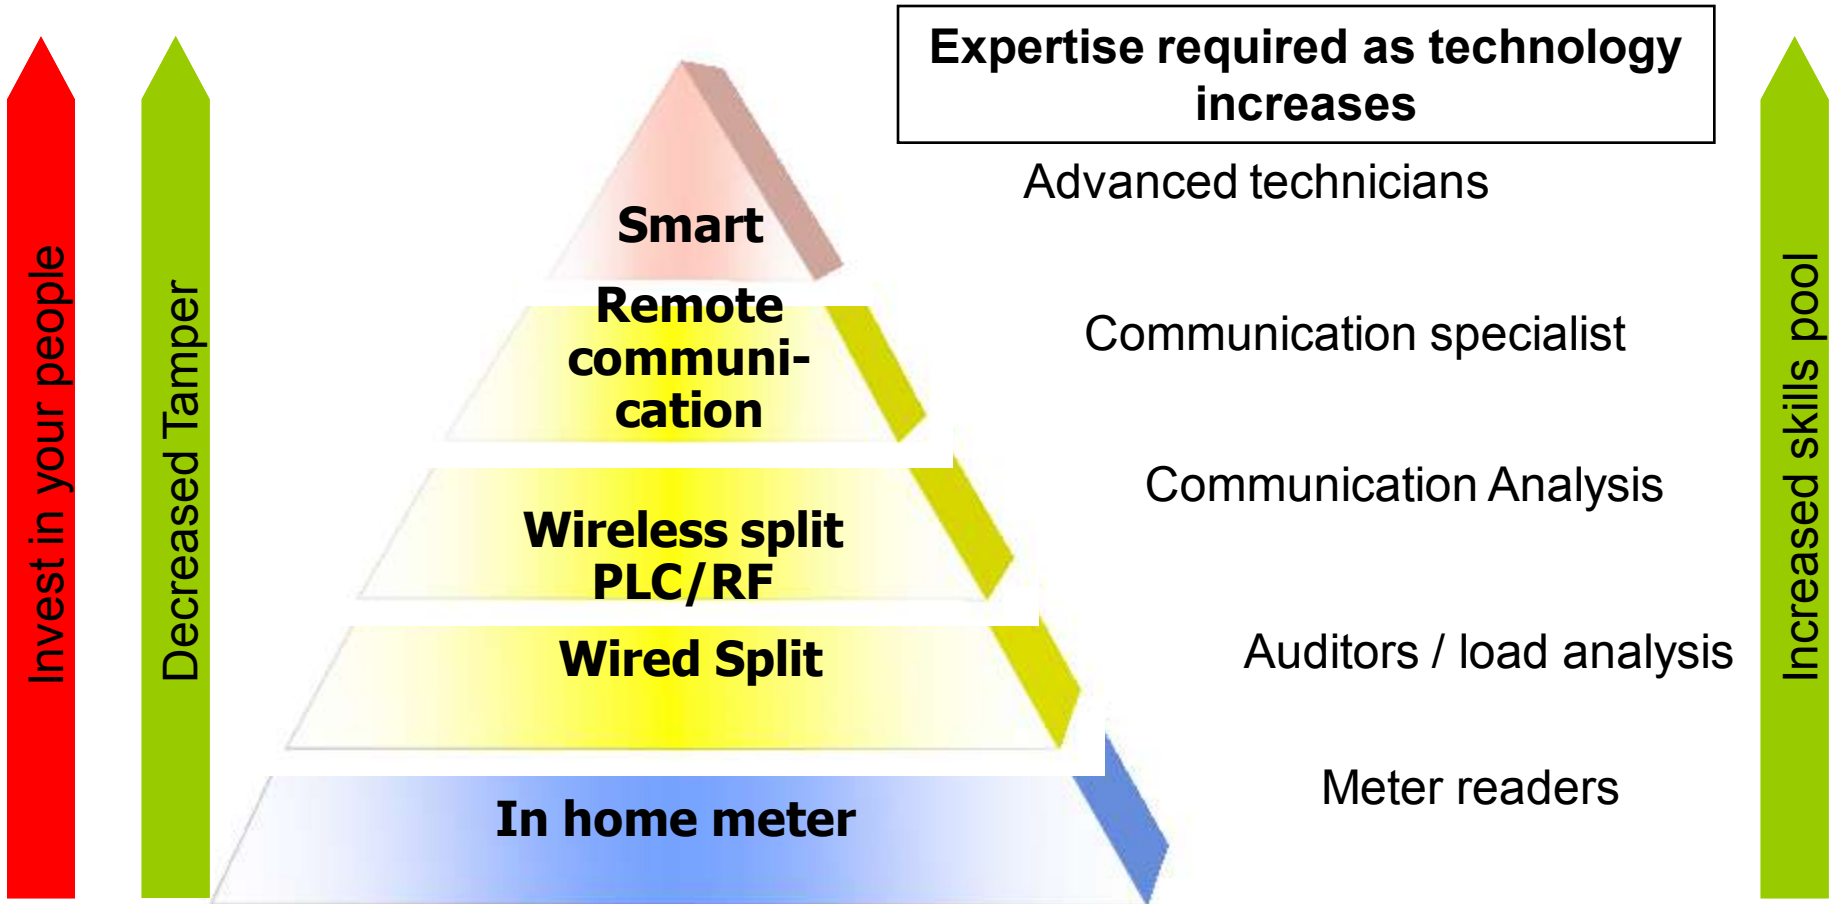 Expertise required as technology
increases
Invest in your people
Decreased Tamper
Smart
Remote
communi-
cation
Wireless split
PLC/RF
Wired Split
In home meter
Advanced technicians
Communication specialist
Communication Analysis
Auditors / load analysis
Meter readers
Increased skills pool